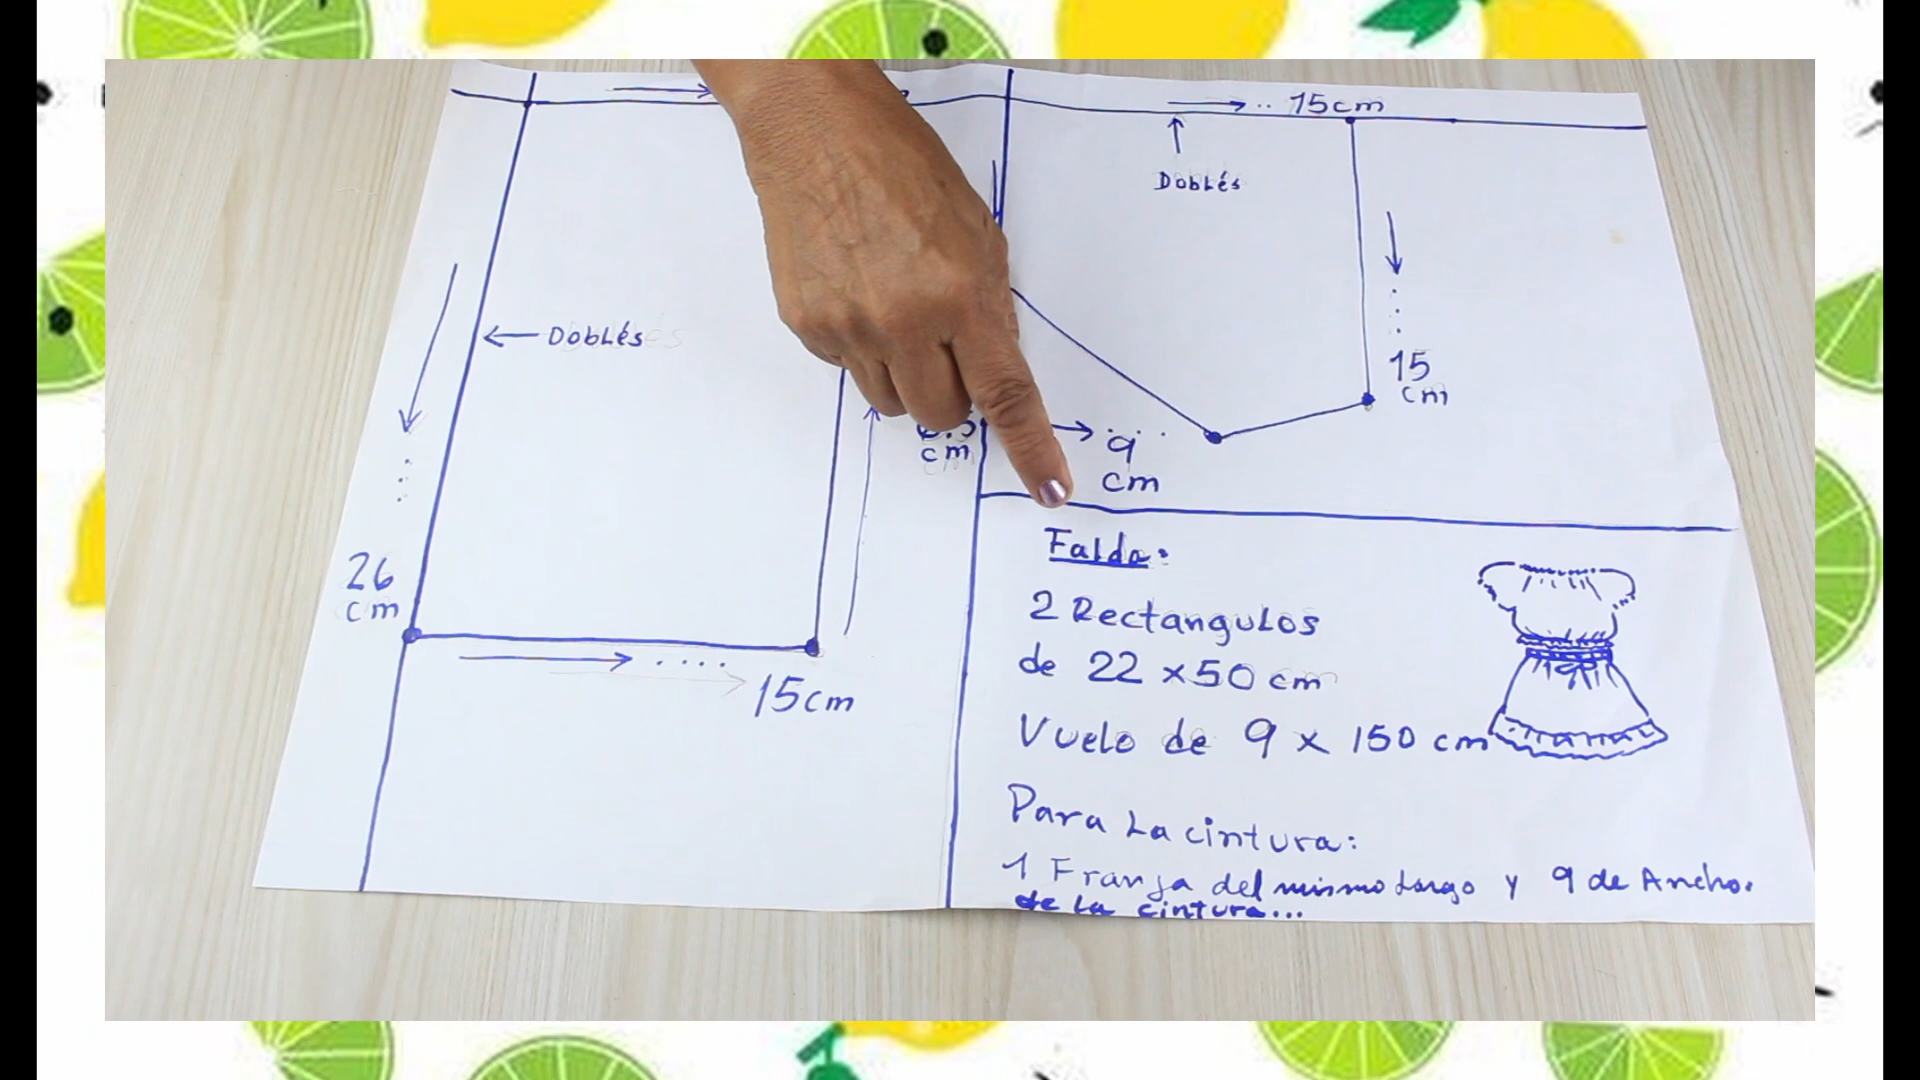 Doblés
26
cm
15cm
.. 15cm
Doblés
15
cm
cm
9
cm
Falda:
2 Rectangulos
de 22 x 50 cm
Vuelo de 9 x 150 cm
Para La cintura:
1 Franja del mismo Largo y 9 de Ancho.
de La cintura...